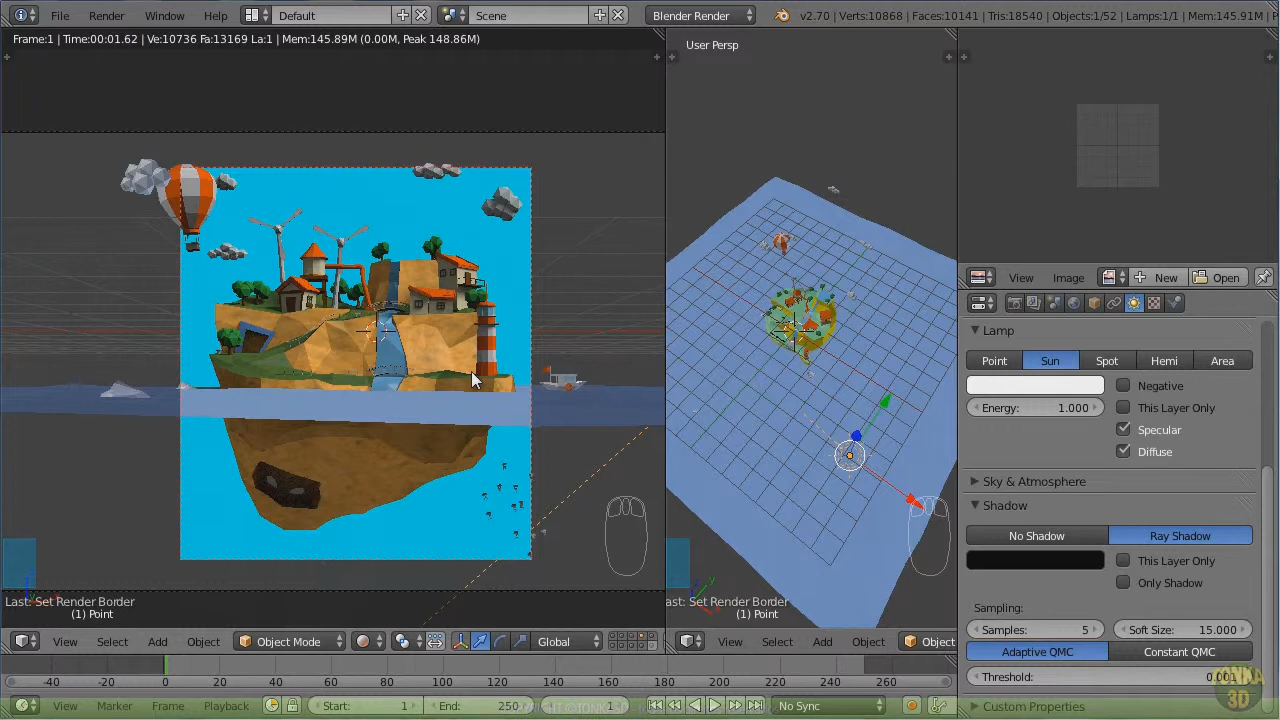 File Render Window Help Default Scene Blender Render v2.70 | Verts:10868 | Faces:10141 | Tris:18540 | Objects:1/52 | Lamps:1/1 | Mem:145.91M
Frame:1 | Time:00:01.62 | Ve:10736 Fa:13169 La:1 | Mem:145.89M (0.00M, Peak 148.86M)
User Persp
View Image New Open
Lamp
Point Sun Spot Hemi Area
Negative
Energy: 1.000
This Layer Only
Specular
Diffuse
Sky & Atmosphere
Shadow
No Shadow Ray Shadow
This Layer Only
Only Shadow
Sampling:
Samples: 5 Soft Size: 15.000
Adaptive QMC Constant QMC
Threshold: 0.001
Custom Properties
Last: Set Render Border
(1) Point
ast: Set Render Border
(1) Point
View Select Add Object Object Mode Global
View Select Add Object Object
-40 -20 0 20 40 60 80 100 120 140 160 180 200 220 240 260
View Marker Frame Playback Start: 1 End: 250 1 No Sync
TONKA
3D